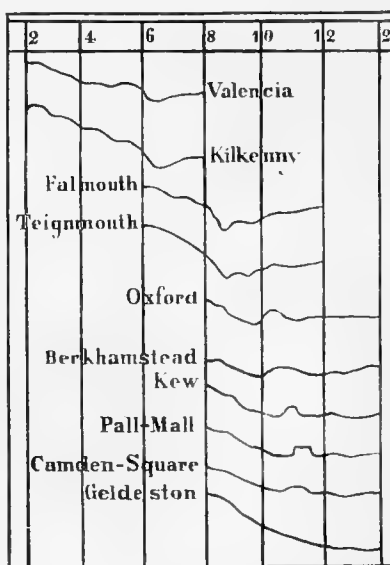 2 4 6 8 10 12 2
Valencia
Kilkenny
Falmouth
Teignmouth
Oxford
Berkhamstead
Kew
Pall-Mall
Camden-Square
Geldeston